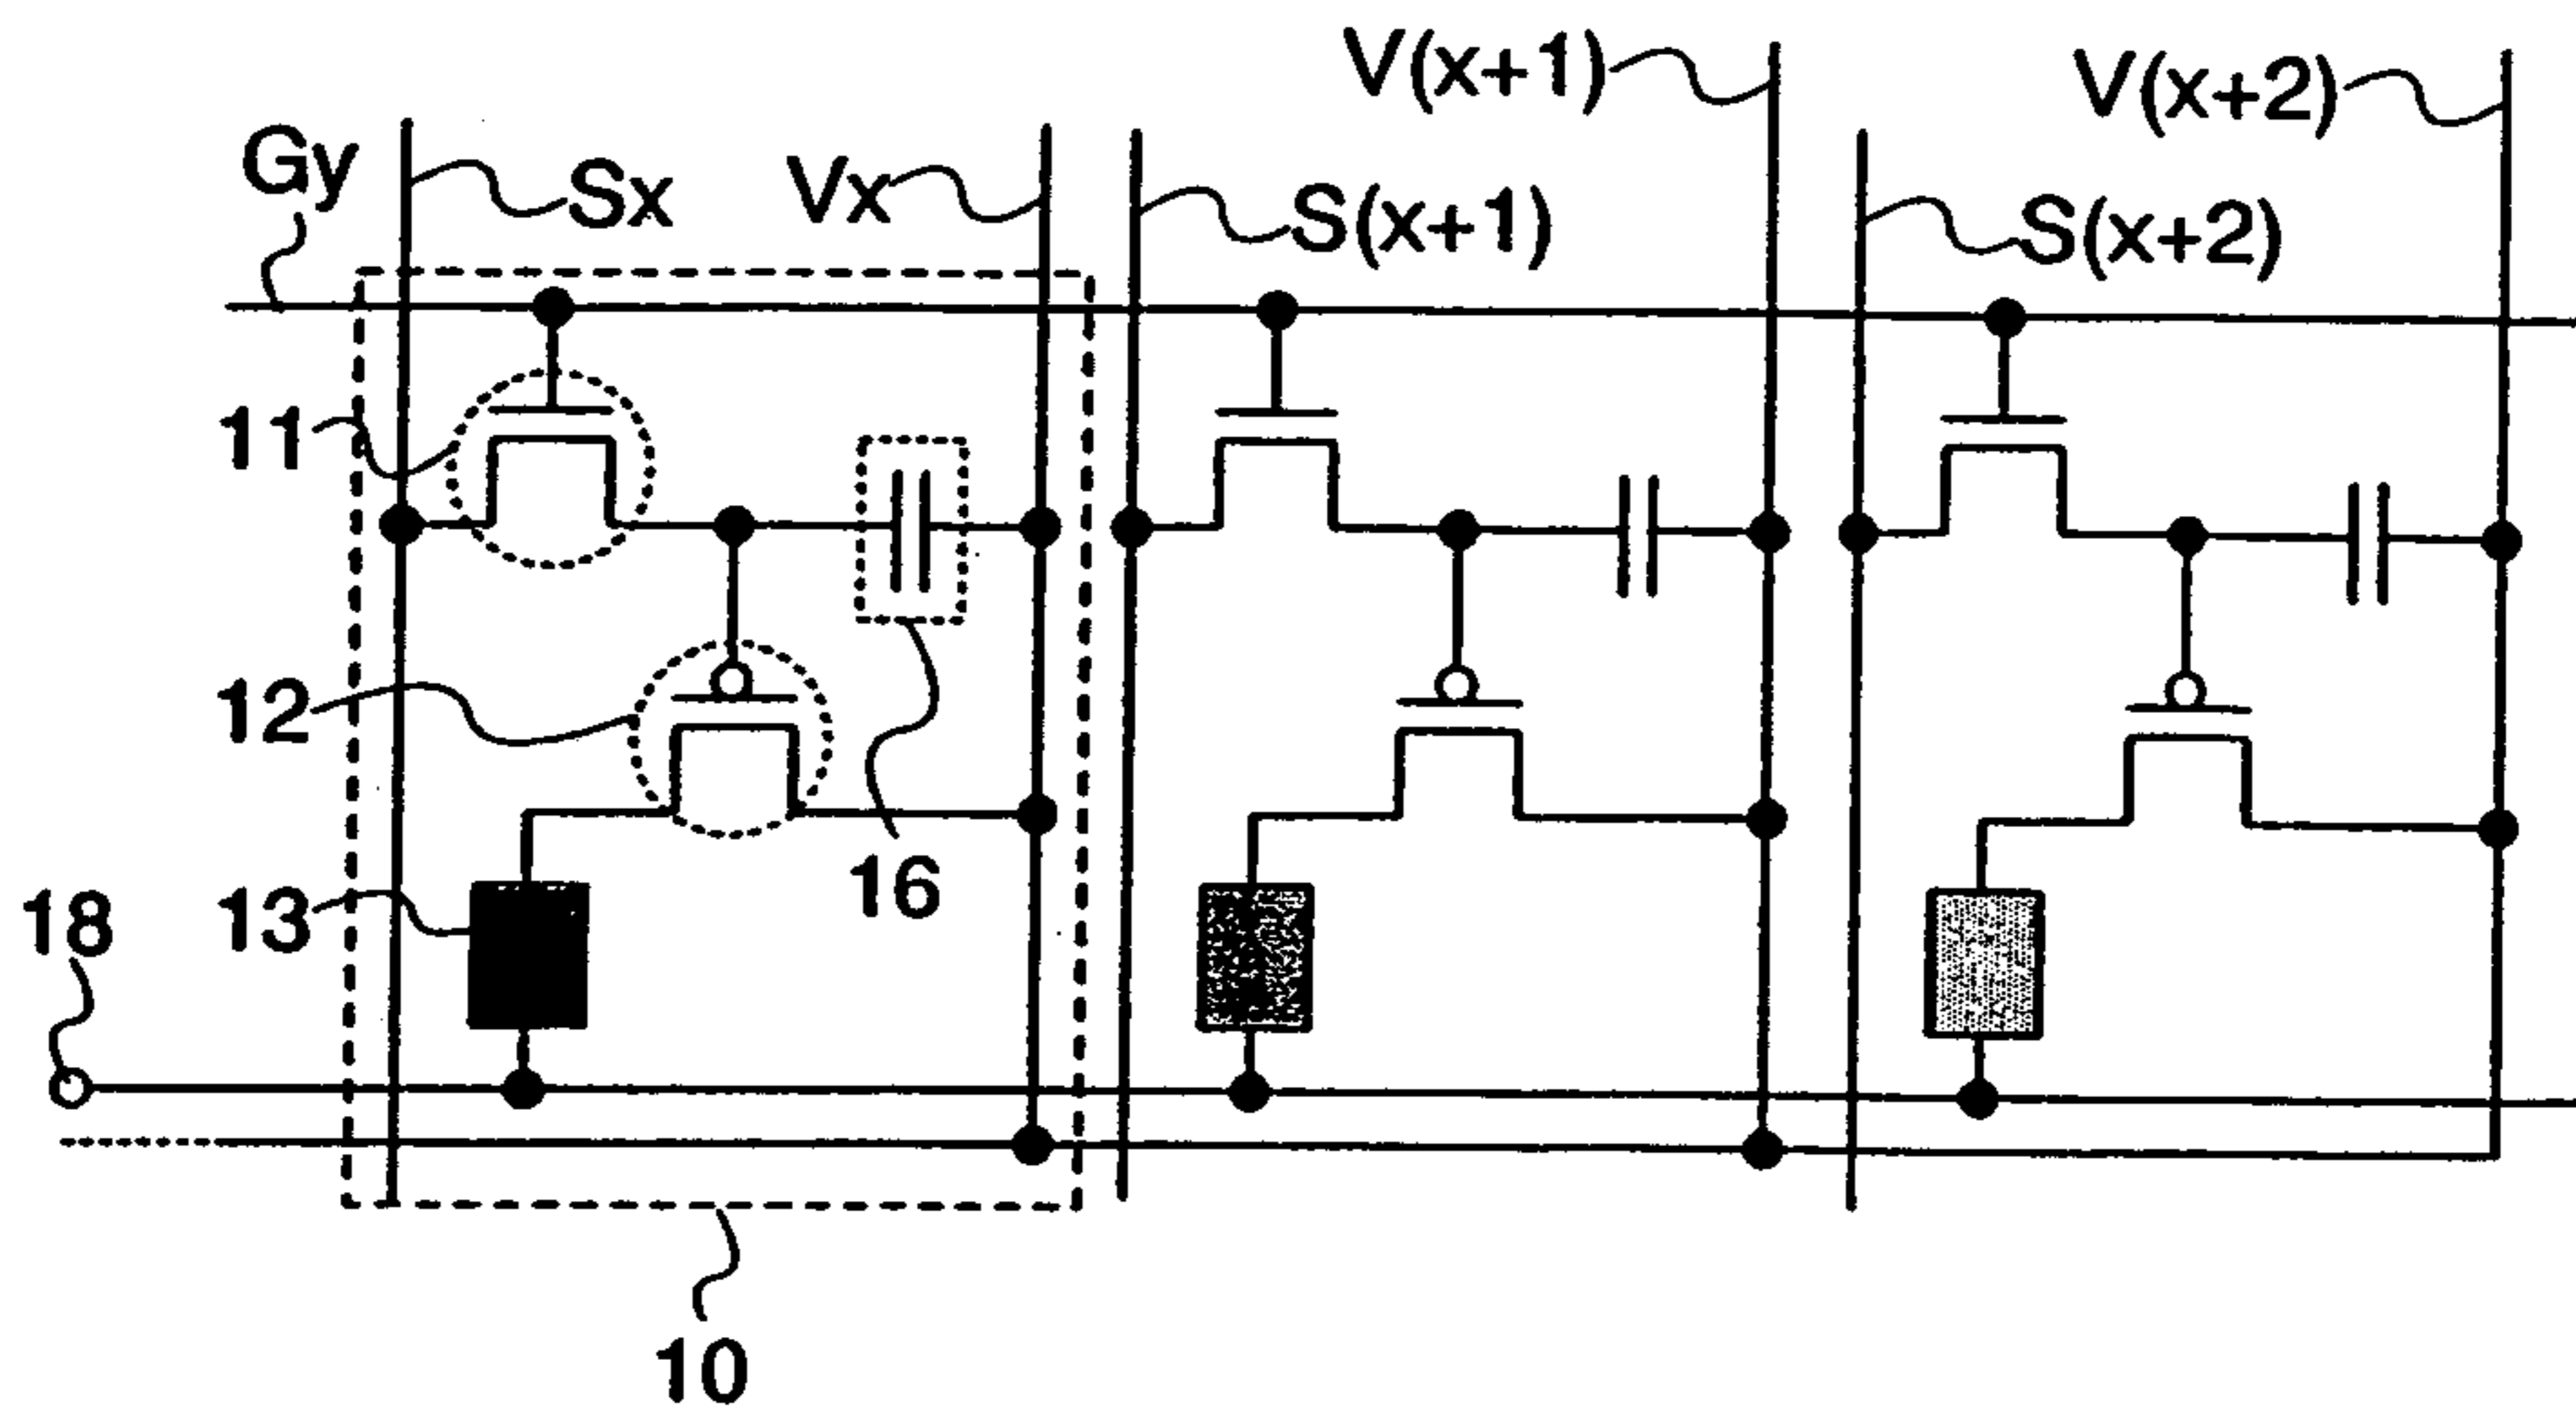 V(x+1)
V(x+2)
Gy
Sx
Vx
S(x+1)
S(x+2)
11
12
16
13
18
10